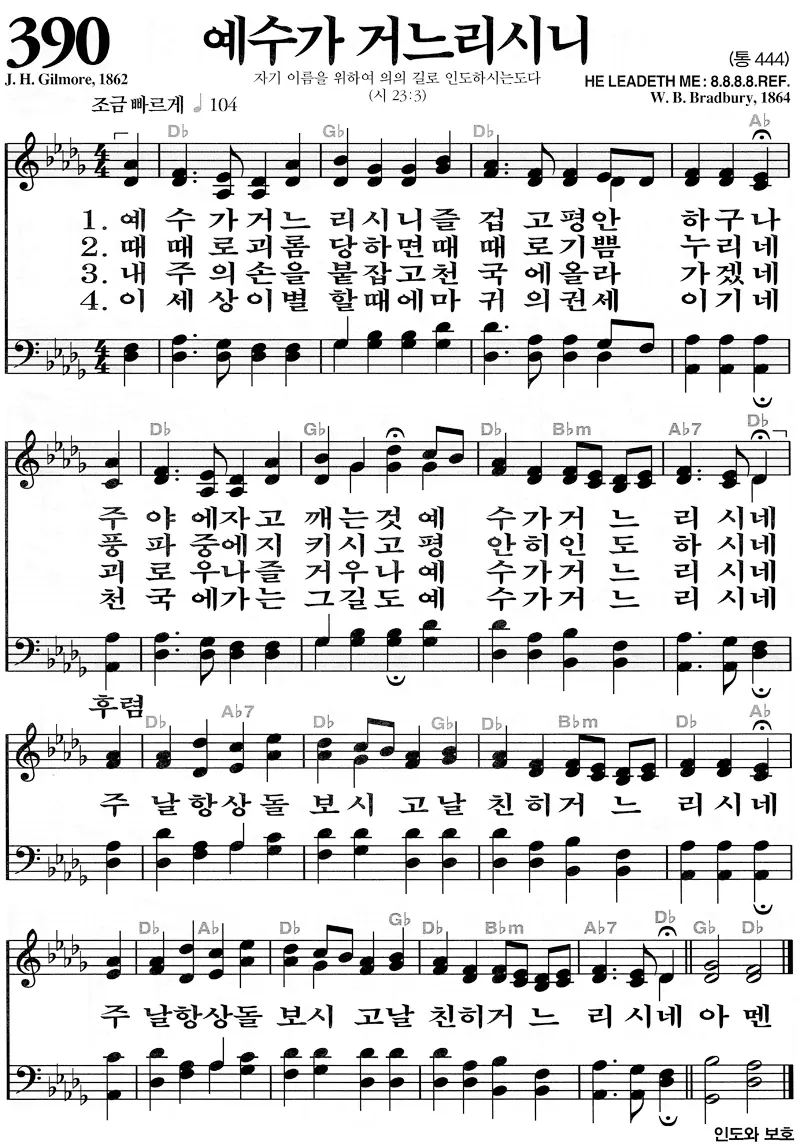 390 예수가 거느리시니 (통 444)
J. H. Gilmore, 1862 자기 이름을 위하여 의의 길로 인도하시는도다 HE LEADETH ME : 8.8.8.8.REF.
(시 23:3) W. B. Bradbury, 1864
조금 빠르게 ♩ 104
D♭ G♭ D♭ A♭
4/4
1. 예 수 가 거 느 리 시 니 즐 겁 고 평 안 하 구 나
2. 때 때 로 괴 롬 당 하 면 때 때 로 기 쁨 누 리 네
3. 내 주 의 손 을 붙 잡 고 천 국 에 올 라 가 겠 네
4. 이 세 상 이 별 할 때 에 마 귀 의 권 세 이 기 네
4/4
D♭ G♭ D♭ B♭m A♭7 D♭
주 야 에 자 고 깨 는 것 예 수 가 거 느 리 시 네
풍 파 중 에 지 키 시 고 평 안 히 인 도 하 시 네
괴 로 우 나 즐 거 우 나 예 수 가 거 느 리 시 네
천 국 에 가 는 그 길 도 예 수 가 거 느 리 시 네
후렴
D♭ A♭7 D♭ G♭ D♭ B♭m D♭ A♭
주 날 항 상 돌 보 시 고 날 친 히 거 느 리 시 네
D♭ A♭ D♭ G♭ D♭ B♭m A♭7 D♭ G♭ D♭
주 날 항 상 돌 보 시 고 날 친 히 거 느 리 시 네 아 멘
인도와 보호